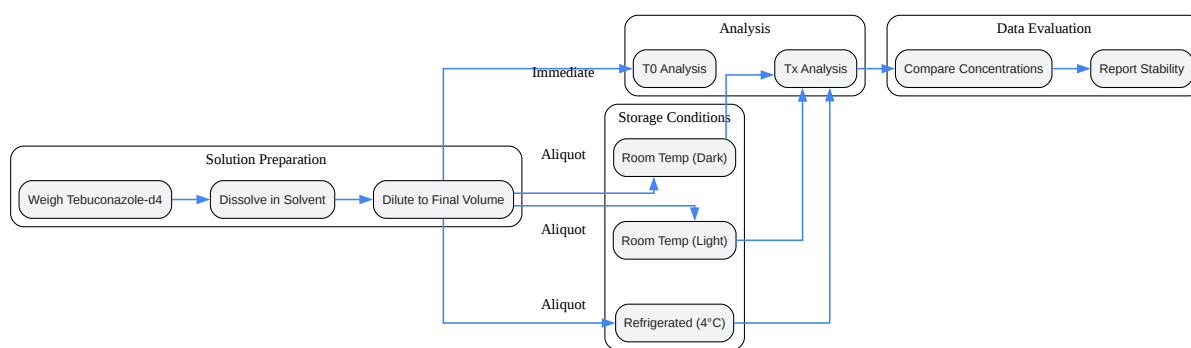 Solution Preparation
Weigh Tebuconazole-d4
Dissolve in Solvent
Dilute to Final Volume
Immediate
Aliquot
Aliquot
Aliquot
Storage Conditions
Room Temp (Dark)
Room Temp (Light)
Refrigerated (4°C)
Analysis
T0 Analysis
Tx Analysis
Data Evaluation
Compare Concentrations
Report Stability